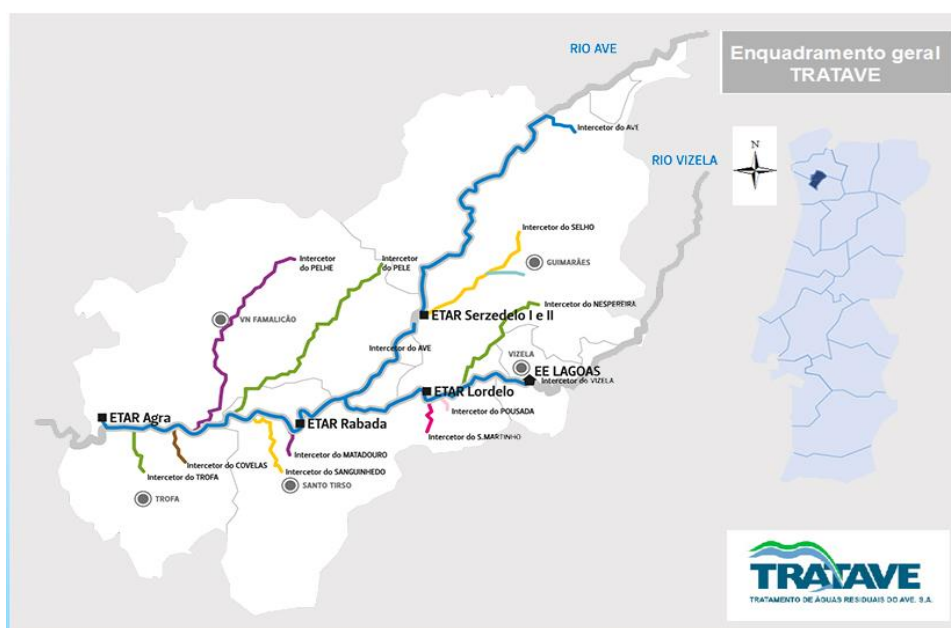 Enquadramento geral
TRATAVE
RIO AVE
Intercetor do AVE
RIO VIZELA
N
Intercetor do SELHO
Intercetor
do PELHE
Intercetor
do PELE
GUIMARÃES
Intercetor do NESPEREIRA
ETAR Serzedelo I e II
VN FAMALICÃO
Intercetor do AVE
VIZELA
EE LAGOAS
Intercetor do VIZELA
ETAR Lordelo
Intercetor do POUSADA
ETAR Agra
ETAR Rabada
Intercetor do S.MARTINHO
Intercetor do MATADOURO
Intercetor do COVELAS
Intercetor do SANGUINHEDO
Intercetor do TROFA
SANTO TIRSO
TROFA
TRATAVE
TRATAMENTO DE ÁGUAS RESIDUAIS DO AVE, S.A.